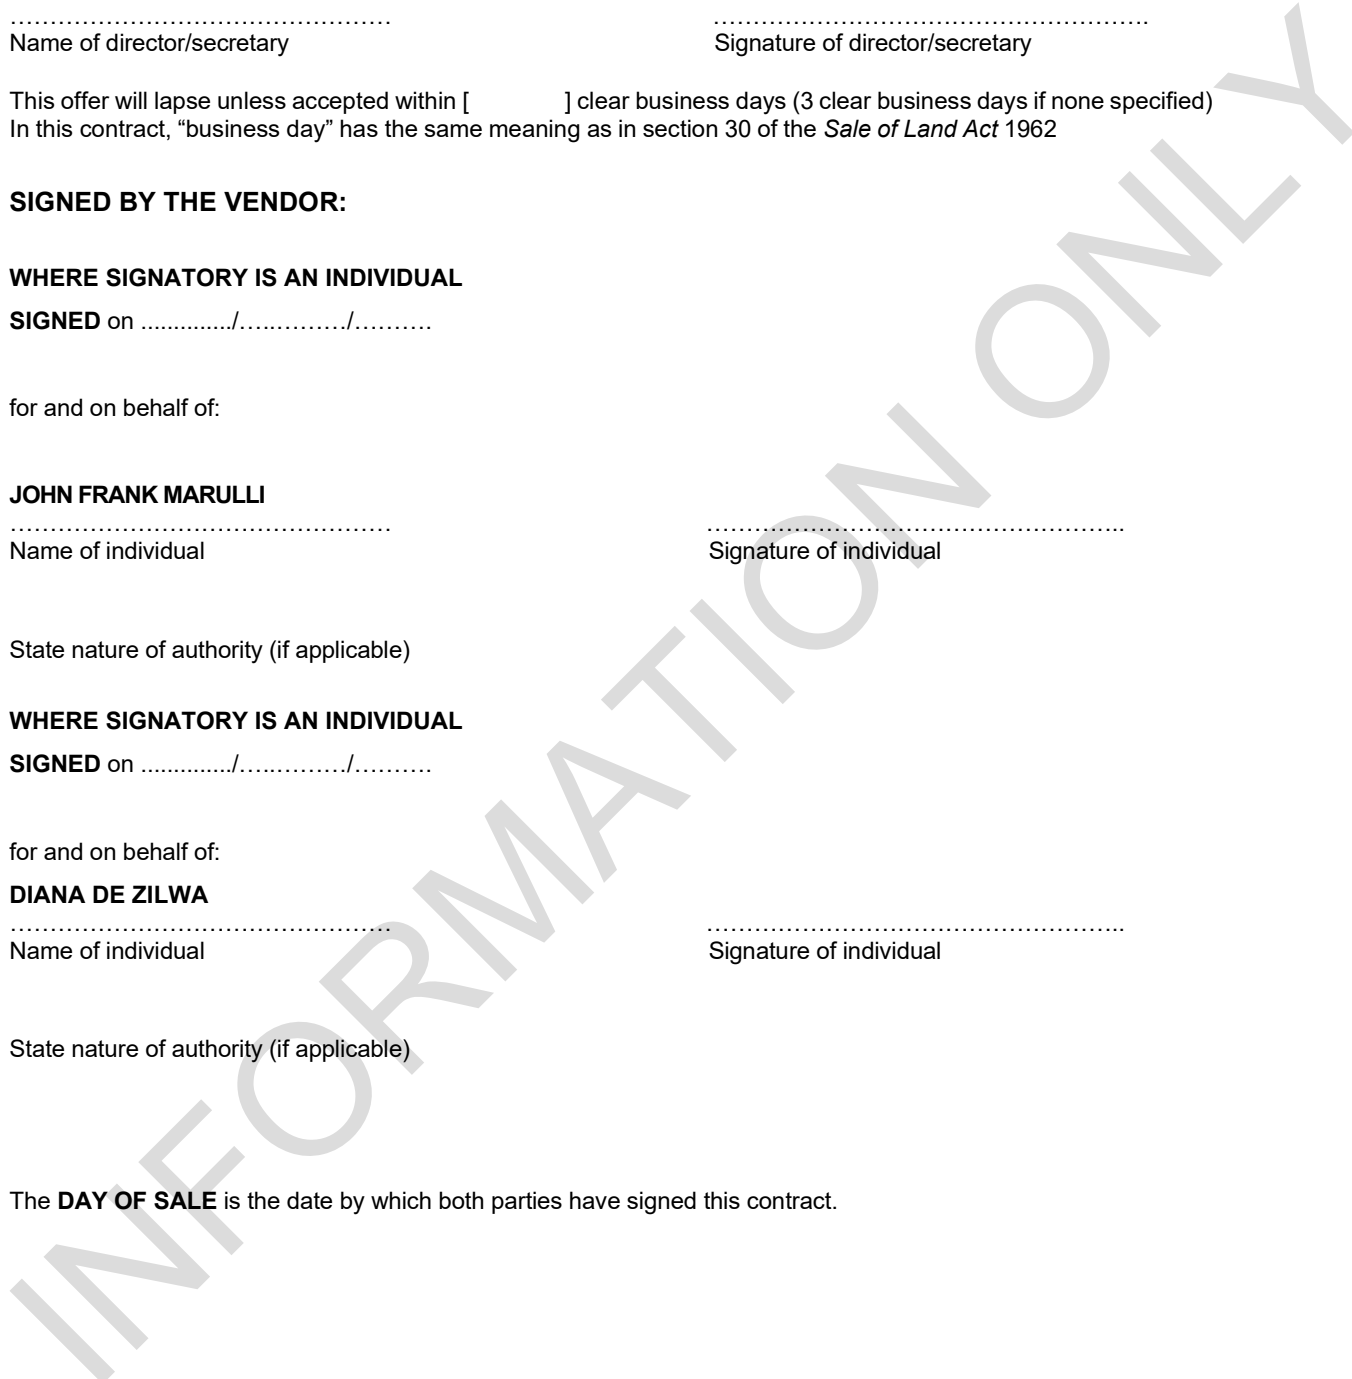 …………………………………………  ……………………………………………….
Name of director/secretary  Signature of director/secretary
This offer will lapse unless accepted within [  ] clear business days (3 clear business days if none specified)
In this contract, “business day” has the same meaning as in section 30 of the Sale of Land Act 1962
SIGNED BY THE VENDOR:
WHERE SIGNATORY IS AN INDIVIDUAL
SIGNED on ............../…..………/……….
for and on behalf of:
JOHN FRANK MARULLI
…………………………………………  ……………………………………………..
Name of individual  Signature of individual
State nature of authority (if applicable)
WHERE SIGNATORY IS AN INDIVIDUAL
SIGNED on ............../…..………/……….
for and on behalf of:
DIANA DE ZILWA
…………………………………………  ……………………………………………..
Name of individual  Signature of individual
State nature of authority (if applicable)
The DAY OF SALE is the date by which both parties have signed this contract.
INFORMATION ONLY